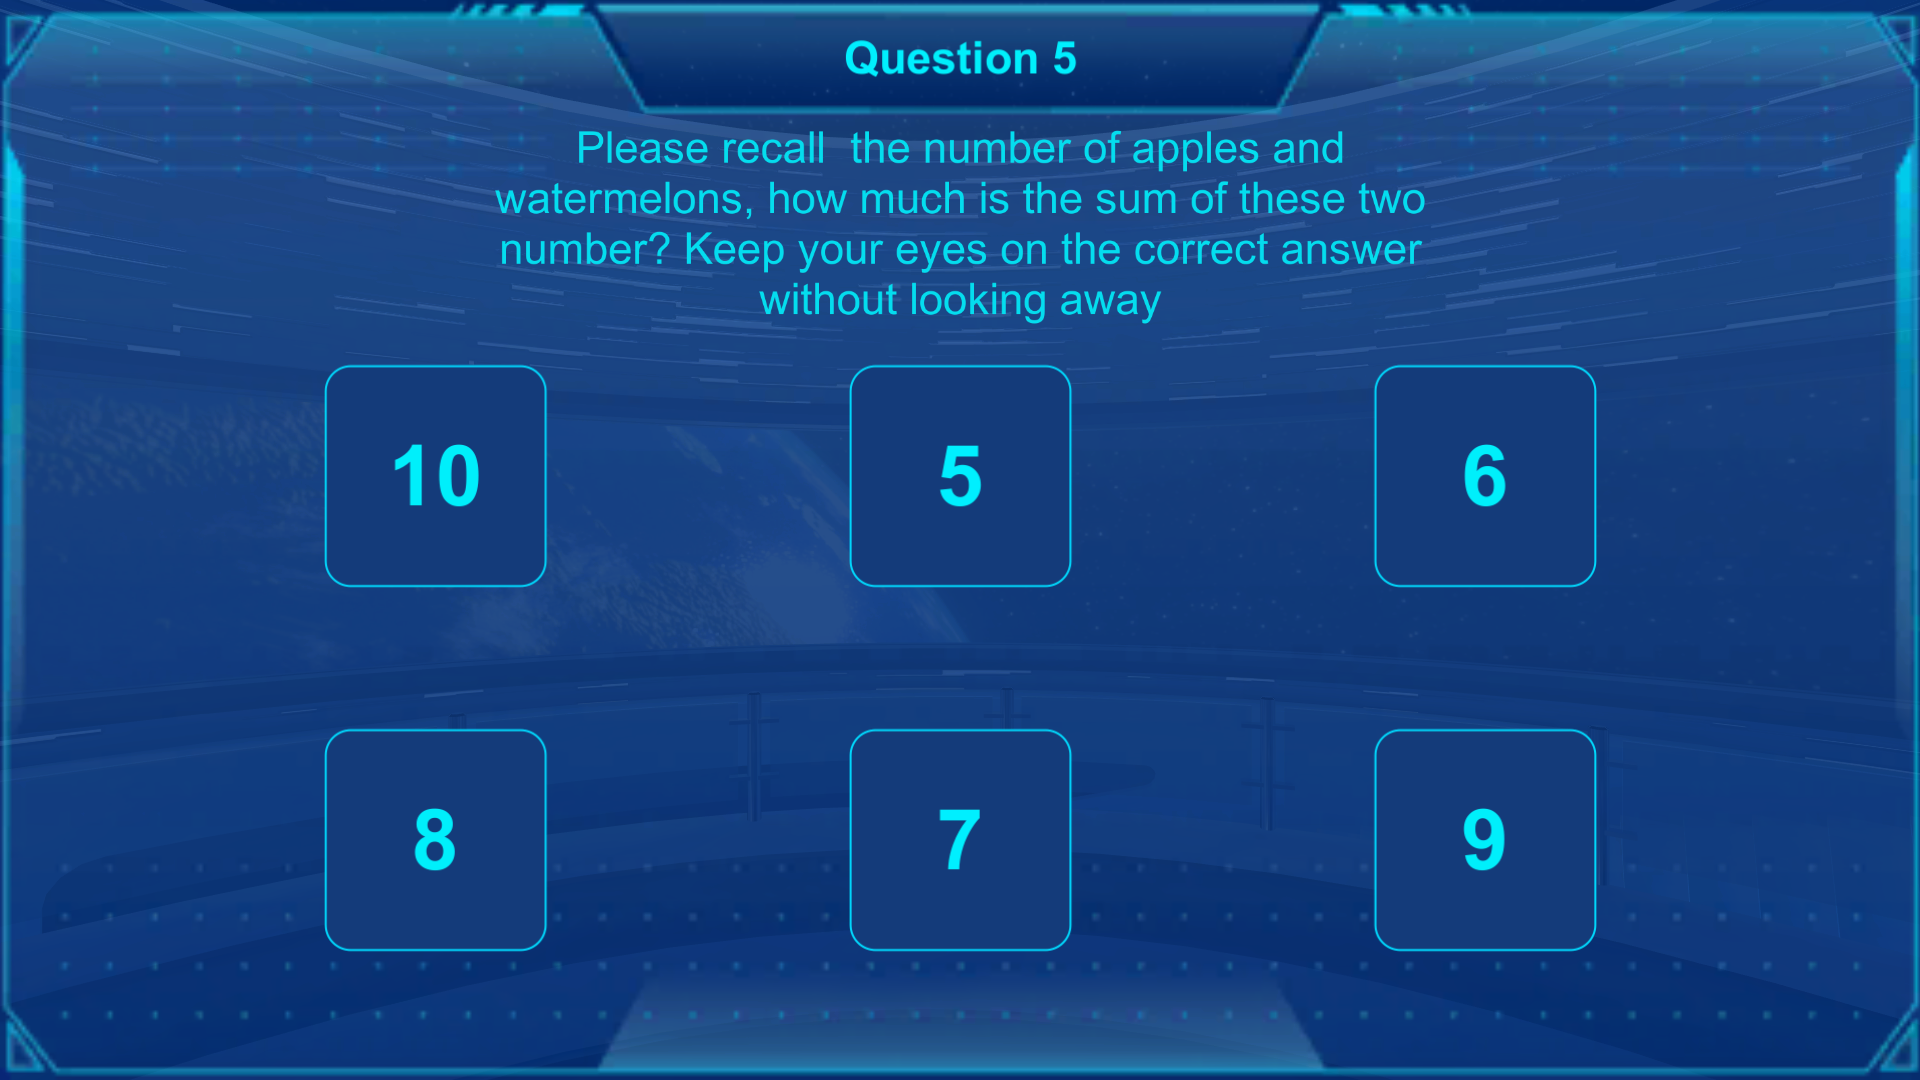 Question 5
Please recall  the number of apples and
watermelons, how much is the sum of these two
number? Keep your eyes on the correct answer
without looking away
10 5 6
8 7 9